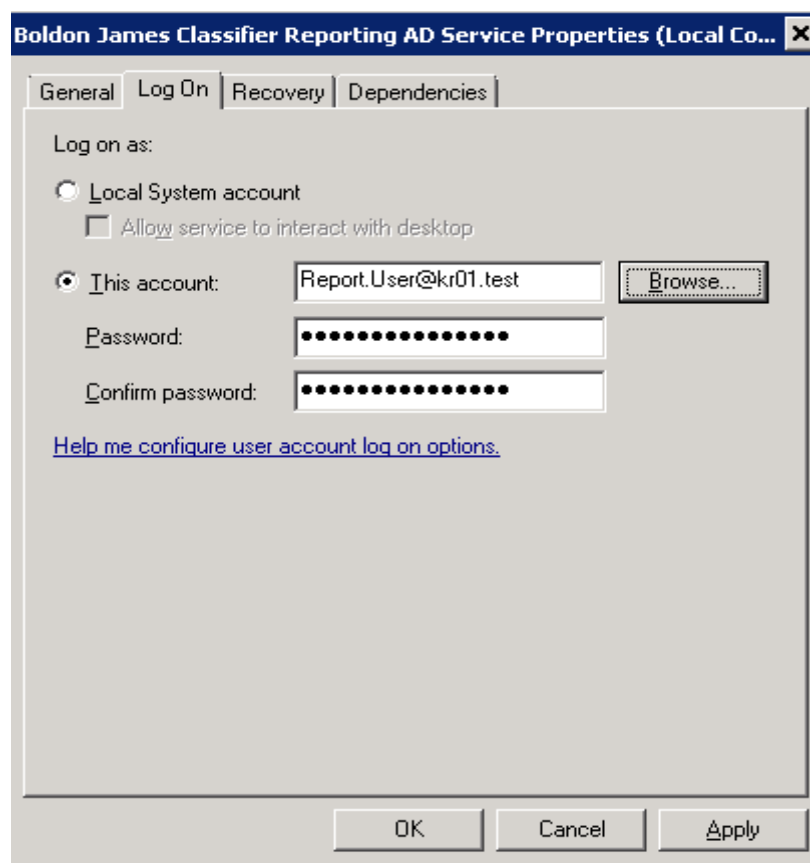 Boldon James Classifier Reporting AD Service Properties (Local Co...
General Log On Recovery Dependencies
Log on as:
Local System account
Allow service to interact with desktop
This account: Report.User@kr01.test Browse...
Password: •••••••••••••••
Confirm password: •••••••••••••••
Help me configure user account log on options.
OK Cancel Apply